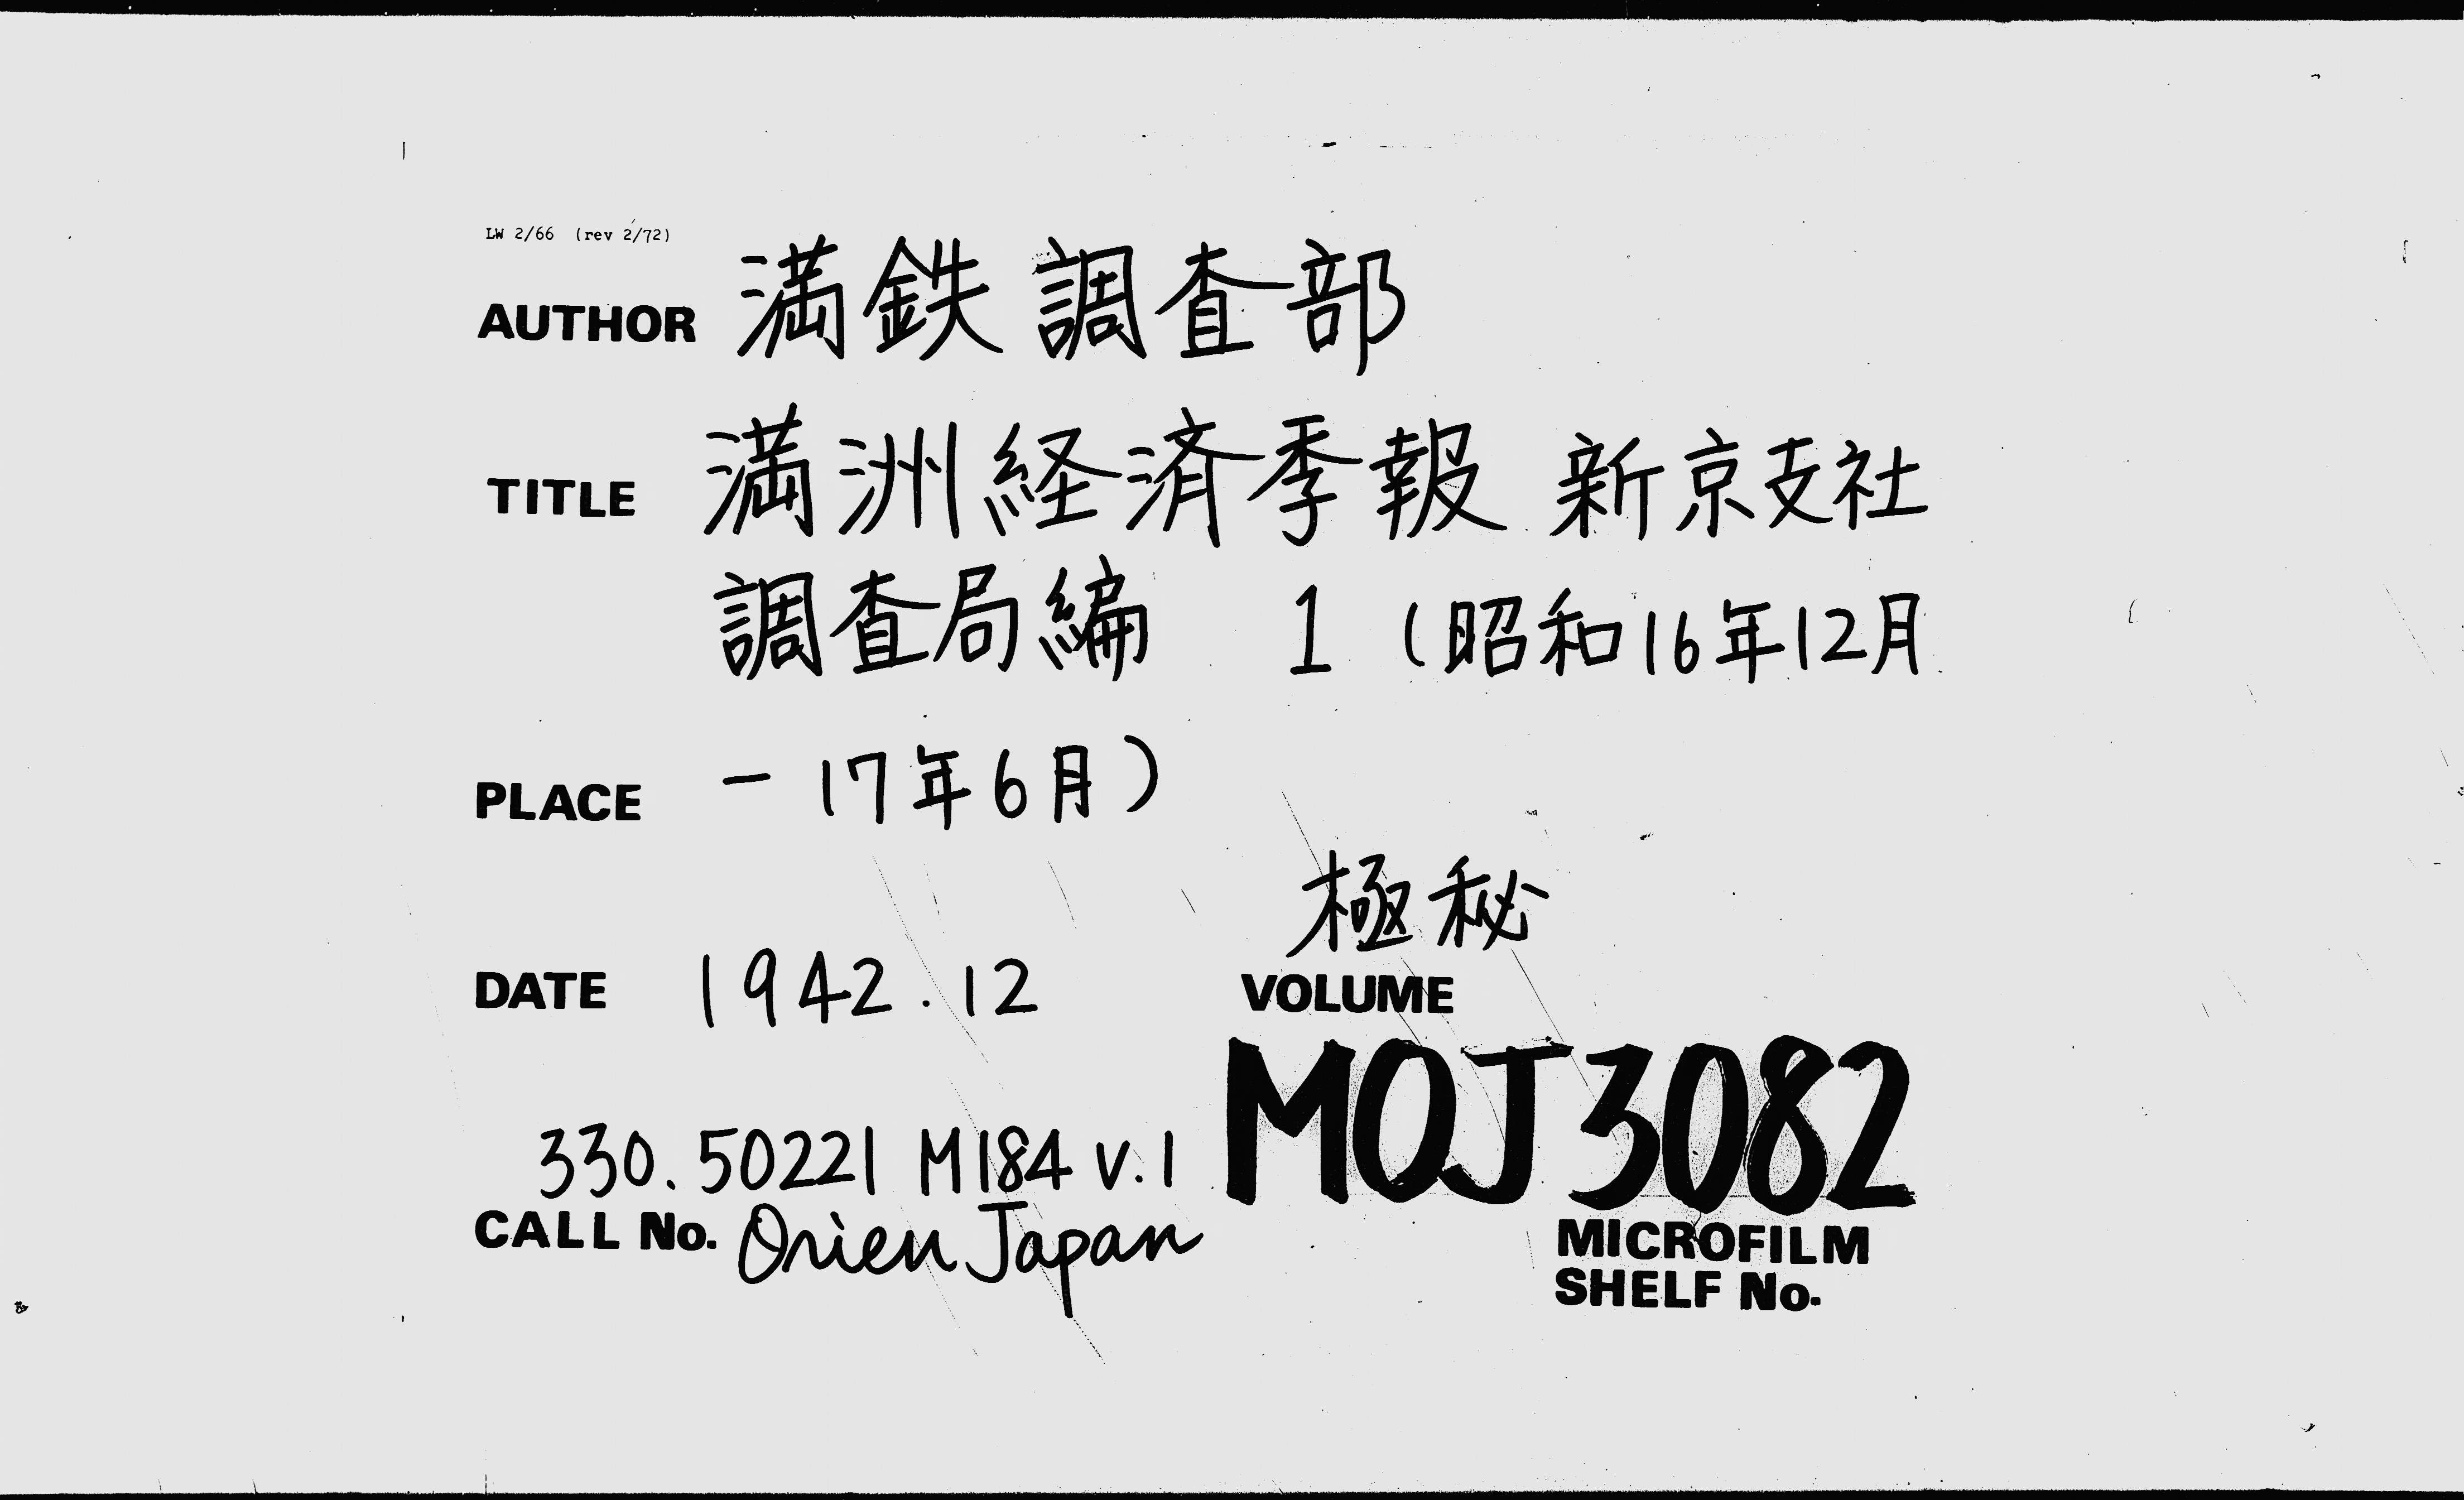 LW 2/66 (rev 2/72)
AUTHOR 満鉄調査部
TITLE 満洲経済季報 新京支社
調査局編 1 (昭和16年12月
PLACE - 17年6月)
極秘
DATE 1942.12 VOLUME
330.50221 M184 V.1 MOJ 3082
CALL No. Orien Japan MICROFILM
SHELF No.